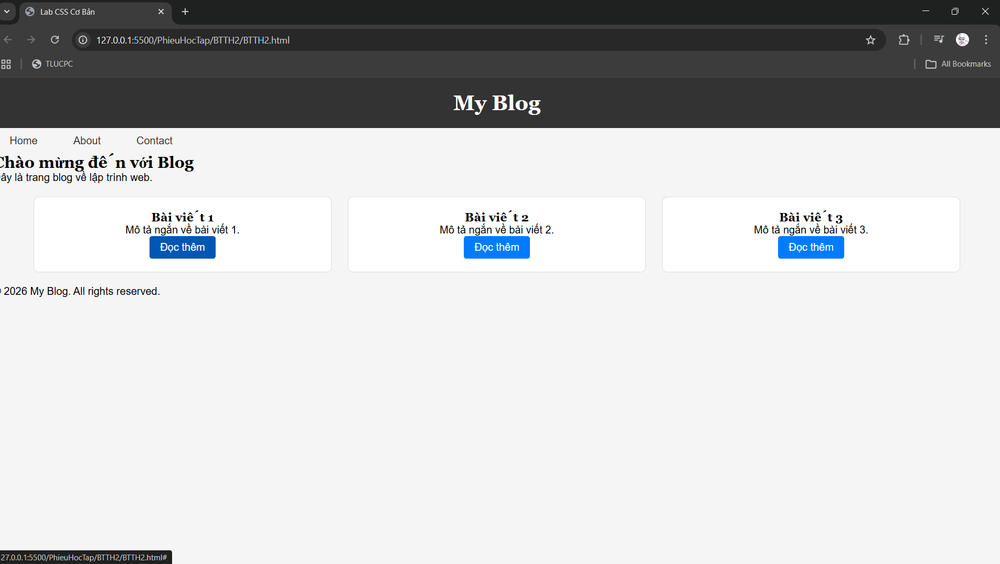 Lab CSS Cơ Bản
127.0.0.1:5500/PhieuHocTap/BTTH2/BTTH2.html
TLUCPC
All Bookmarks
My Blog
Home About Contact
Chào mừng đến với Blog
ây là trang blog về lập trình web.
Bài viết 1
Mô tả ngắn về bài viết 1.
Đọc thêm
Bài viết 2
Mô tả ngắn về bài viết 2.
Đọc thêm
Bài viết 3
Mô tả ngắn về bài viết 3.
Đọc thêm
© 2026 My Blog. All rights reserved.
27.0.0.1:5500/PhieuHocTap/BTTH2/BTTH2.html#